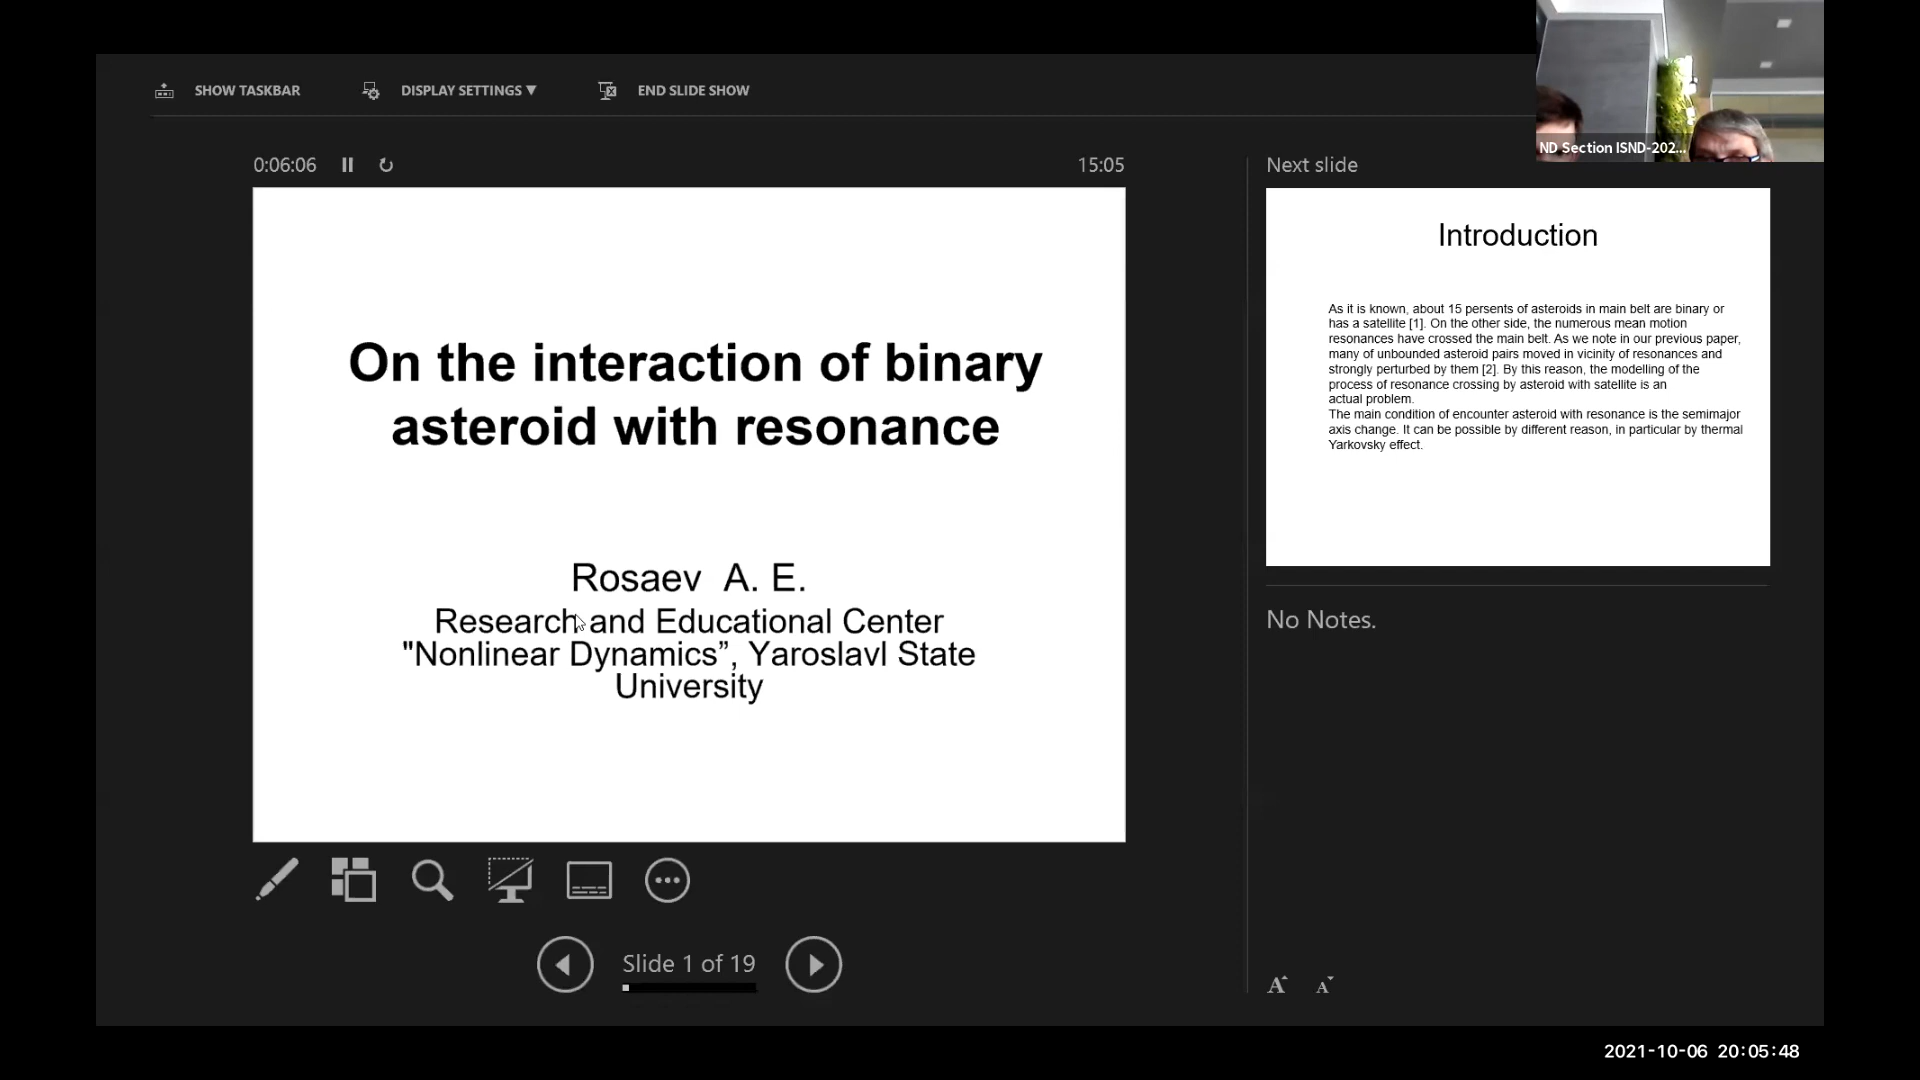 SHOW TASKBAR
DISPLAY SETTINGS ▼
END SLIDE SHOW
ND Section ISND-202...
0:06:06
15:05
Next slide
On the interaction of binary
asteroid with resonance
Rosaev A. E.
Research and Educational Center
"Nonlinear Dynamics”, Yaroslavl State
University
Introduction
As it is known, about 15 persents of asteroids in main belt are binary or
has a satellite [1]. On the other side, the numerous mean motion
resonances have crossed the main belt. As we note in our previous paper,
many of unbounded asteroid pairs moved in vicinity of resonances and
strongly perturbed by them [2]. By this reason, the modelling of the
process of resonance crossing by asteroid with satellite is an
actual problem.
The main condition of encounter asteroid with resonance is the semimajor
axis change. It can be possible by different reason, in particular by thermal
Yarkovsky effect.
No Notes.
Slide 1 of 19
A A
2021-10-06 20:05:48